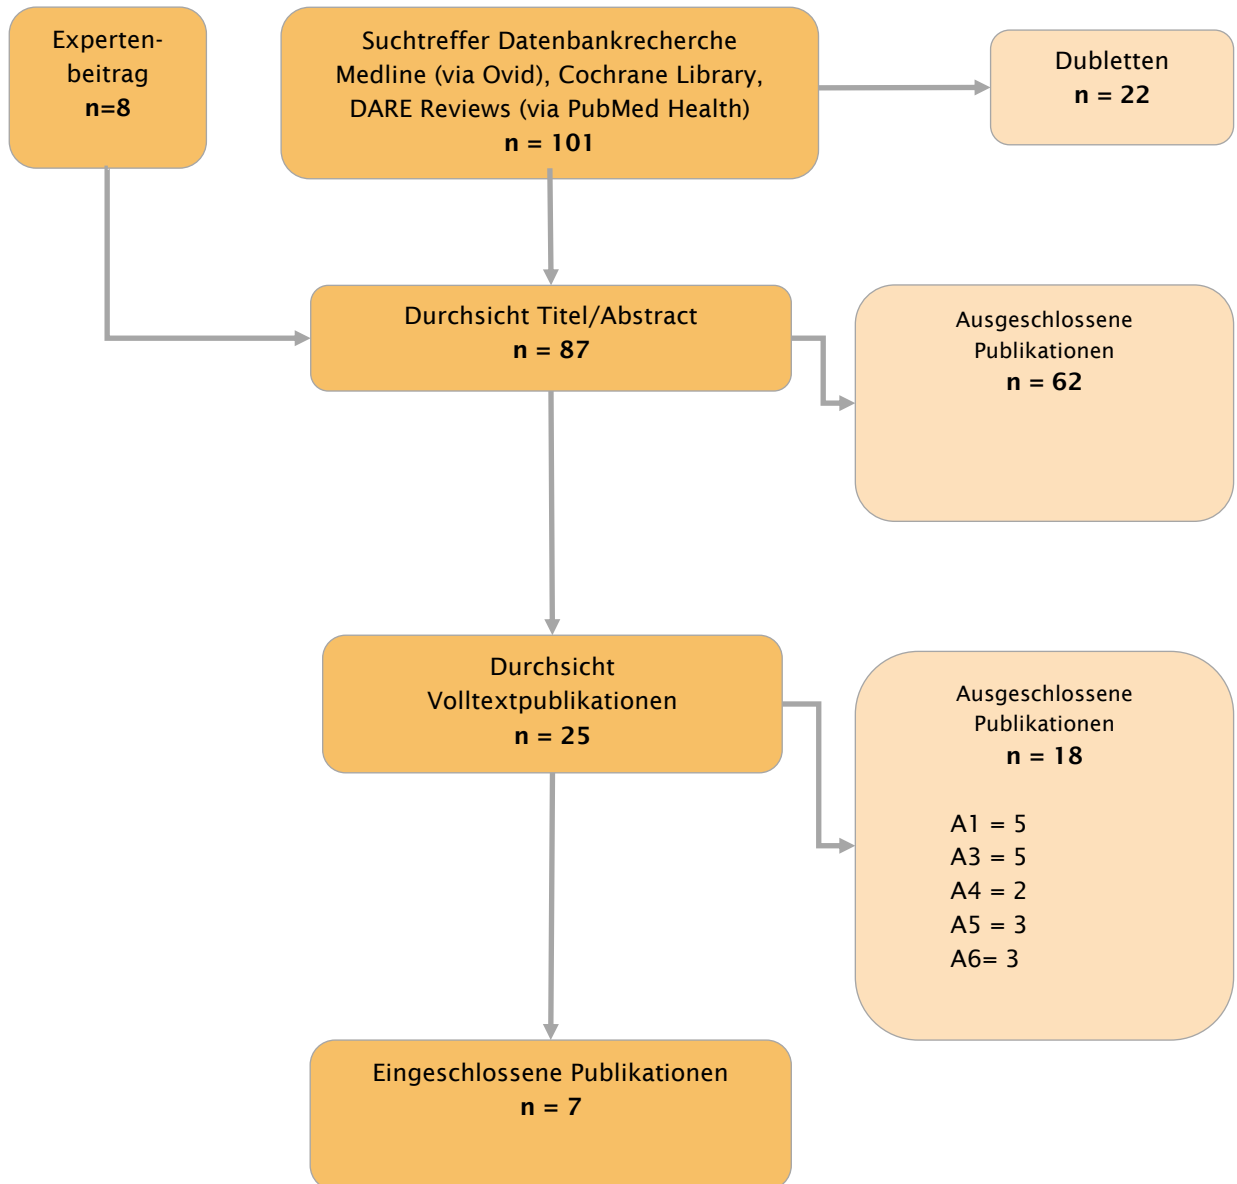 Experten-
beitrag
n=8
Suchtreffer Datenbankrecherche
Medline (via Ovid), Cochrane Library,
DARE Reviews (via PubMed Health)
n = 101
Dubletten
n = 22
Durchsicht Titel/Abstract
n = 87
Ausgeschlossene
Publikationen
n = 62
Durchsicht
Volltextpublikationen
n = 25
Ausgeschlossene
Publikationen
n = 18
A1 = 5
A3 = 5
A4 = 2
A5 = 3
A6= 3
Eingeschlossene Publikationen
n = 7